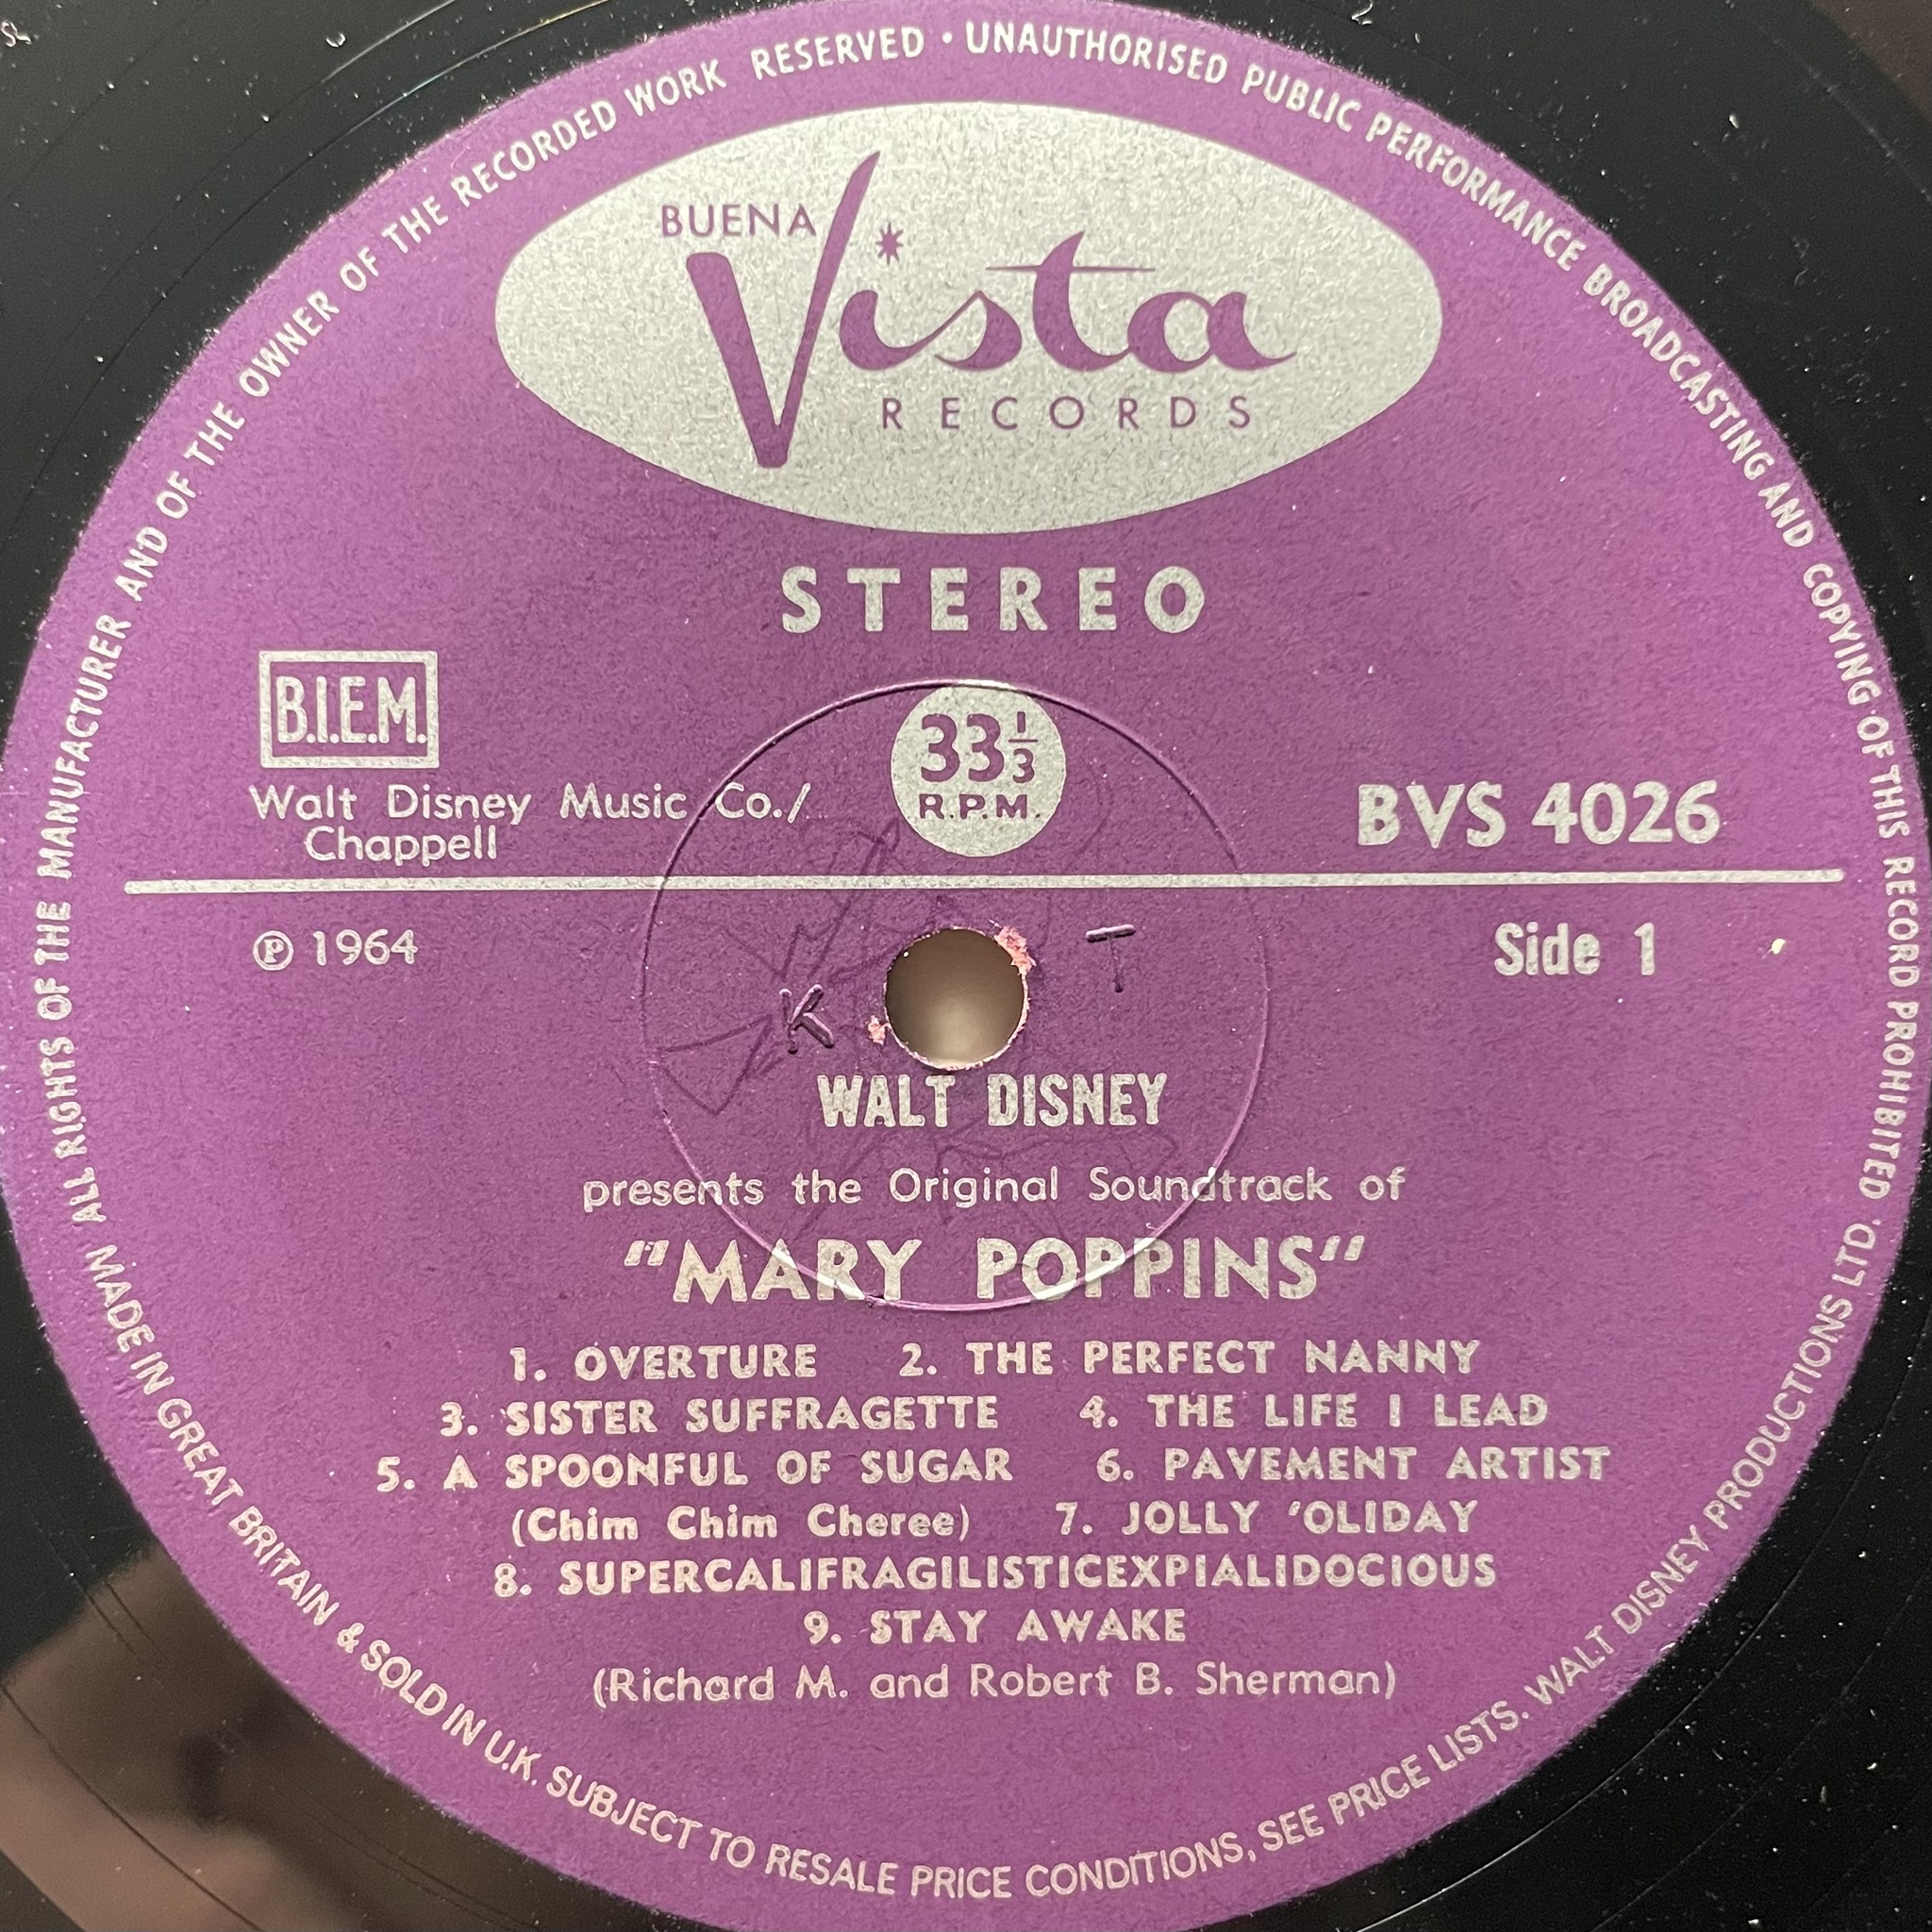 ALL RIGHTS OF THE MANUFACTURER AND OF THE OWNER OF THE RECORDED WORK RESERVED • UNAUTHORISED PUBLIC PERFORMANCE BROADCASTING AND COPYING OF THIS RECORD PROHIBITED.
BUENA
Vista
RECORDS
STEREO
B.I.E.M.
33 1/3
R.P.M.
Walt Disney Music Co./
Chappell
BVS 4026
Ⓟ 1964
Side 1
K T
WALT DISNEY
presents the Original Soundtrack of
"MARY POPPINS"
1. OVERTURE 2. THE PERFECT NANNY
3. SISTER SUFFRAGETTE 4. THE LIFE I LEAD
5. A SPOONFUL OF SUGAR 6. PAVEMENT ARTIST
(Chim Chim Cheree) 7. JOLLY 'OLIDAY
8. SUPERCALIFRAGILISTICEXPIALIDOCIOUS
9. STAY AWAKE
(Richard M. and Robert B. Sherman)
MADE IN GREAT BRITAIN & SOLD IN U.K. SUBJECT TO RESALE PRICE CONDITIONS, SEE PRICE LISTS. WALT DISNEY PRODUCTIONS LTD.